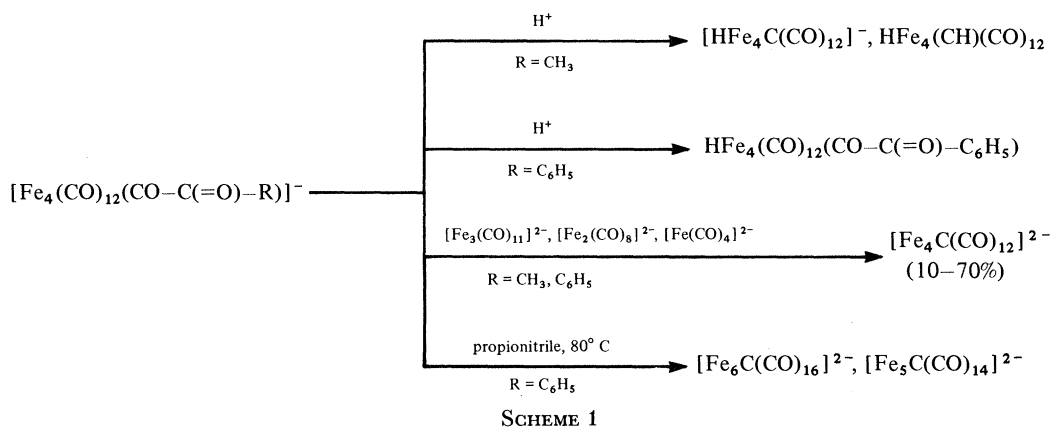 H⁺
[HFe₄C(CO)₁₂]⁻, HFe₄(CH)(CO)₁₂
R = CH₃
H⁺
HFe₄(CO)₁₂(CO–C(=O)–C₆H₅)
R = C₆H₅
[Fe₄(CO)₁₂(CO–C(=O)–R)]⁻
[Fe₃(CO)₁₁]²⁻, [Fe₂(CO)₈]²⁻, [Fe(CO)₄]²⁻
[Fe₄C(CO)₁₂]²⁻
R = CH₃, C₆H₅
(10–70%)
propionitrile, 80° C
[Fe₆C(CO)₁₆]²⁻, [Fe₅C(CO)₁₄]²⁻
R = C₆H₅
SCHEME 1